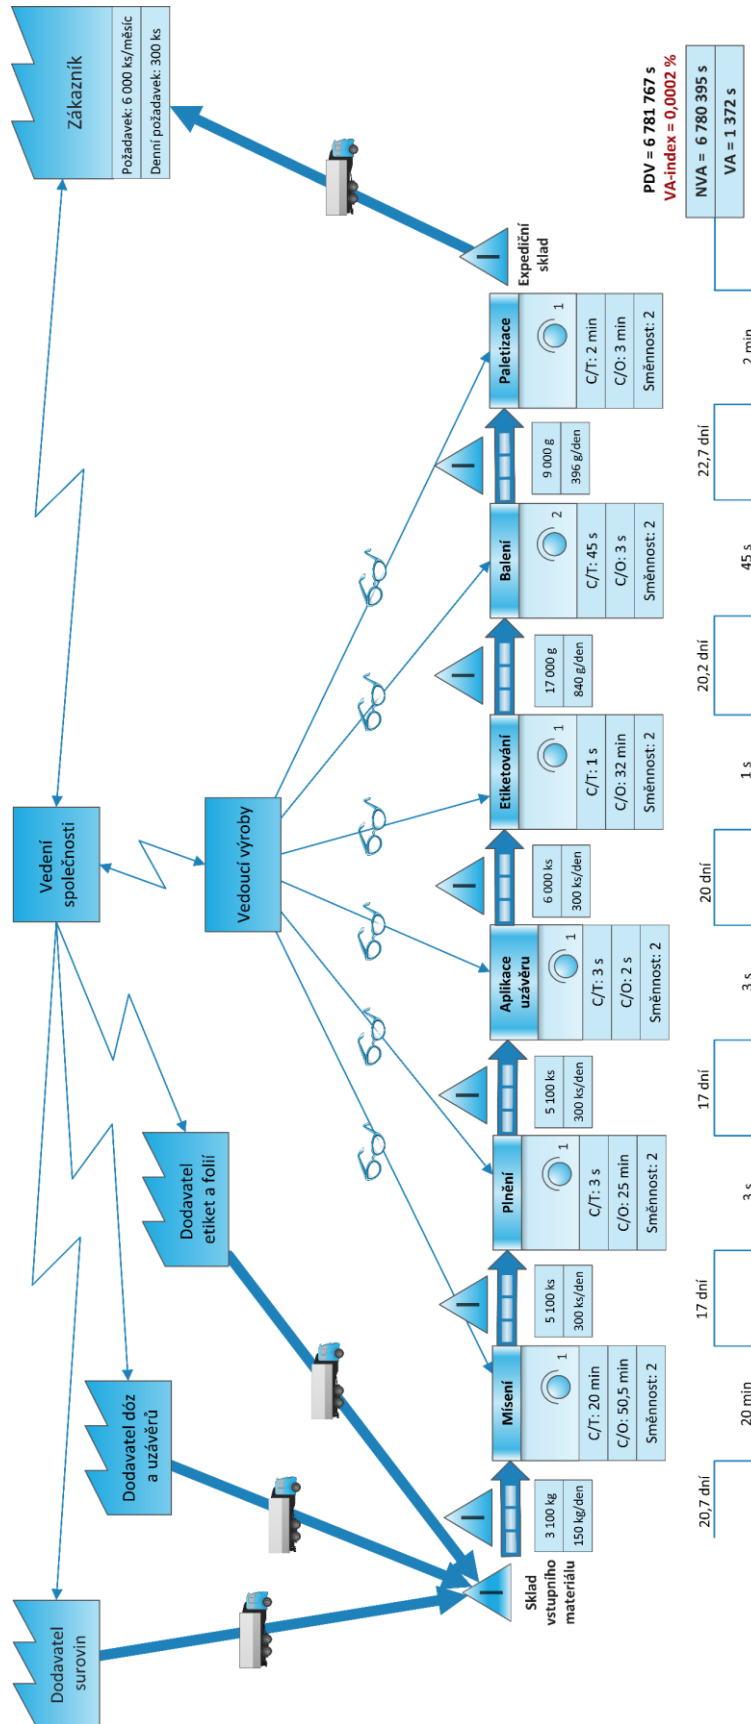 Dodavatel
surovin
Dodavatel dóz
a uzávěrů
Dodavatel
etiket a folií
Vedení
společnosti
Zákazník
Požadavek: 6 000 ks/měsíc
Denní požadavek: 300 ks
Vedoucí výroby
Sklad
vstupního
materiálu
I
I
3 100 kg
150 kg/den
Mísení
1
C/T: 20 min
C/O: 50,5 min
Směnnost: 2
I
5 100 ks
300 ks/den
Plnění
1
C/T: 3 s
C/O: 25 min
Směnnost: 2
I
5 100 ks
300 ks/den
Aplikace
uzávěru
1
C/T: 3 s
C/O: 2 s
Směnnost: 2
I
6 000 ks
300 ks/den
Etiketování
1
C/T: 1 s
C/O: 32 min
Směnnost: 2
I
17 000 g
840 g/den
Balení
2
C/T: 45 s
C/O: 3 s
Směnnost: 2
I
9 000 g
396 g/den
Paletizace
1
C/T: 2 min
C/O: 3 min
Směnnost: 2
I
Expediční
sklad
PDV = 6 781 767 s
VA-index = 0,0002 %
NVA = 6 780 395 s
VA = 1 372 s
20,7 dní
20 min
17 dní
3 s
17 dní
3 s
20 dní
1 s
20,2 dní
45 s
22,7 dní
2 min